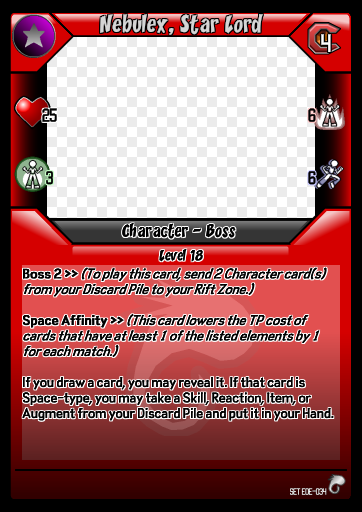 Nebulex, Star Lord
4
25
6
3
6
Character - Boss
Level 18
Boss 2 >> (To play this card, send 2 Character card(s)
from your Discard Pile to your Rift Zone.)
Space Affinity >> (This card lowers the TP cost of
cards that have at least 1 of the listed elements by 1
for each match.)
If you draw a card, you may reveal it. If that card is
Space-type, you may take a Skill, Reaction, Item, or
Augment from your Discard Pile and put it in your Hand.
SET EOE-034